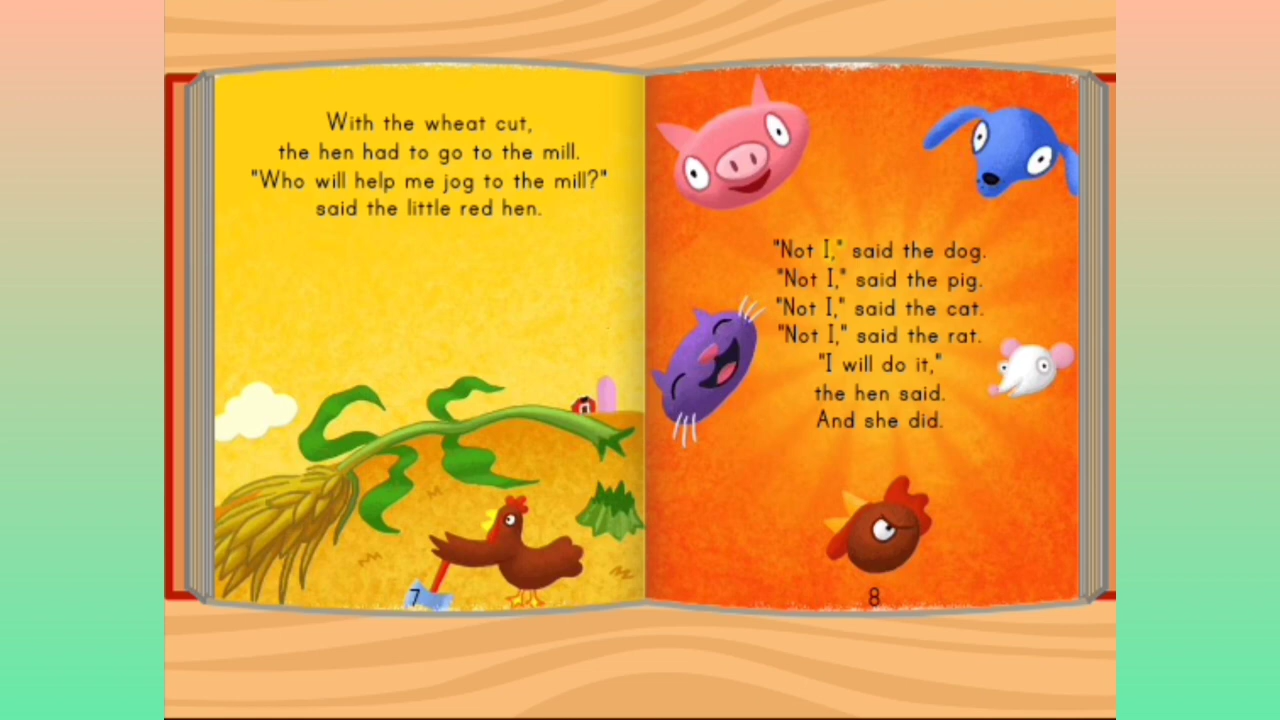 With the wheat cut,
the hen had to go to the mill.
"Who will help me jog to the mill?"
said the little red hen.
7
"Not I," said the dog.
"Not I," said the pig.
"Not I," said the cat.
"Not I," said the rat.
"I will do it,"
the hen said.
And she did.
8